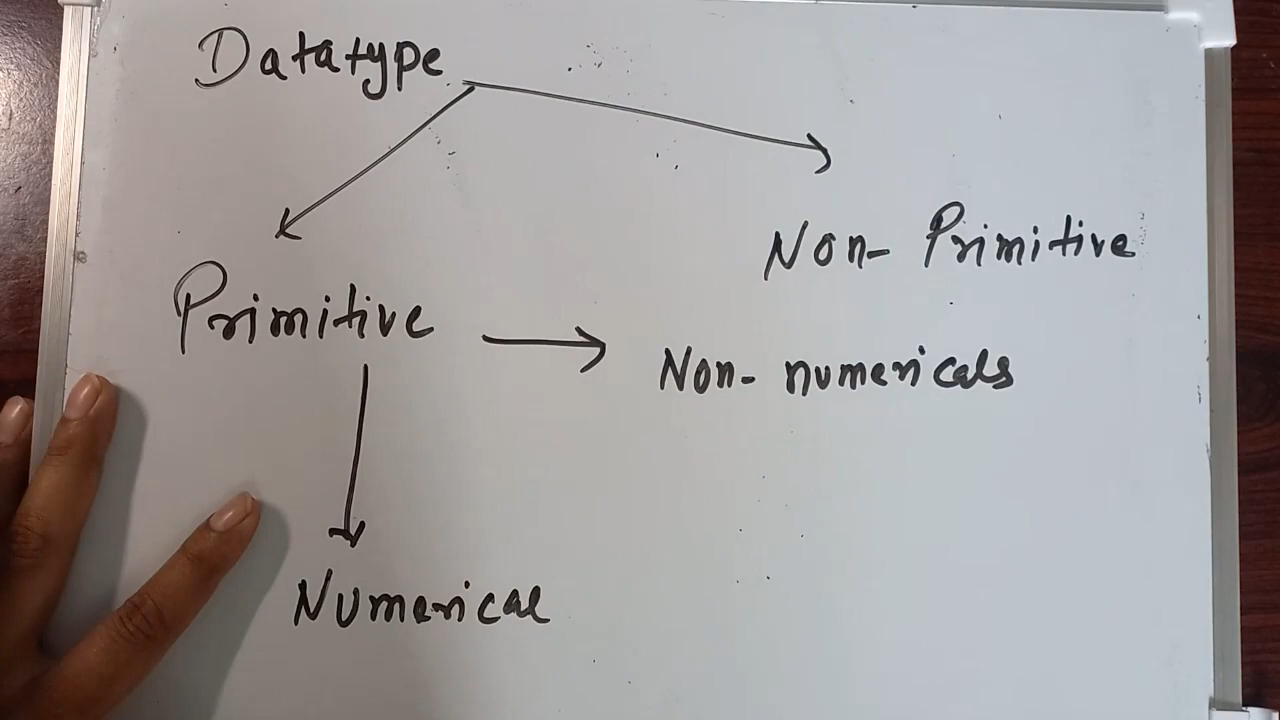 Datatype
Non- Primitive
Primitive
Non- numericals
Numerical